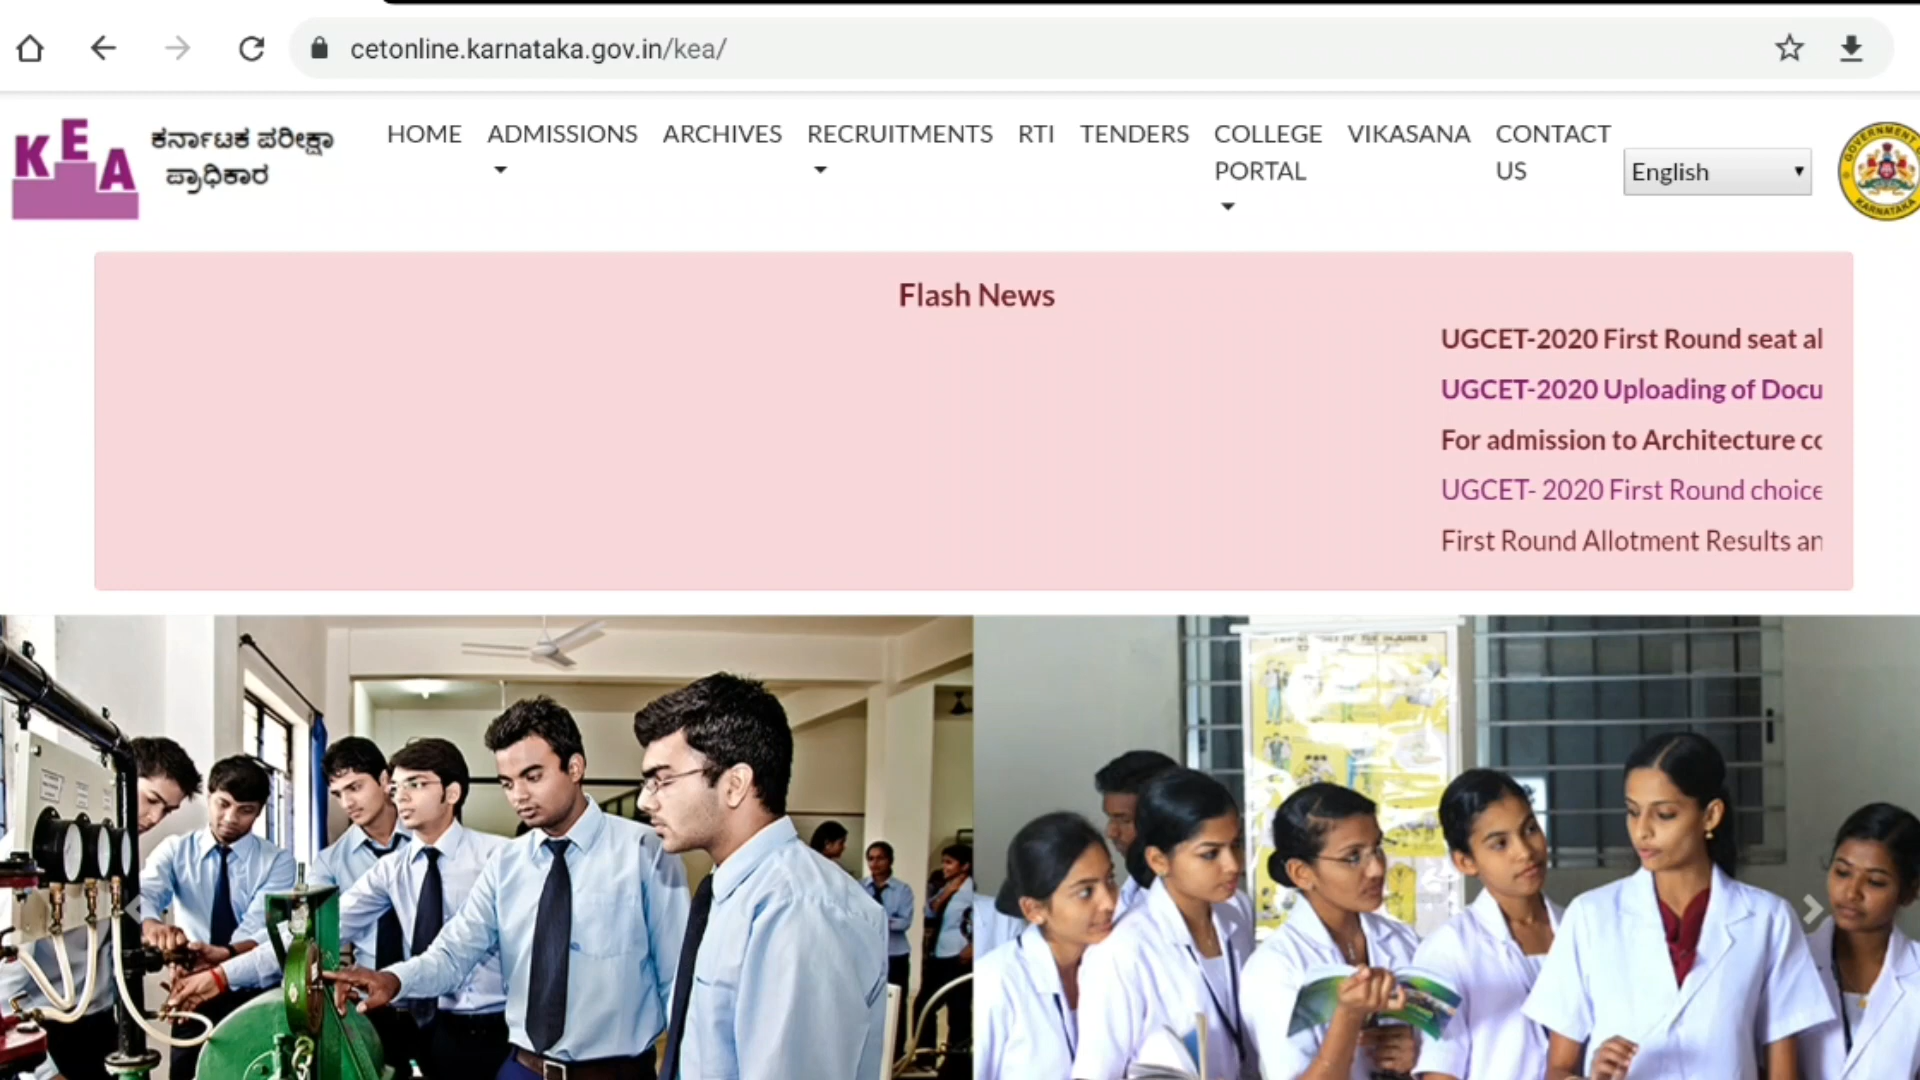 cetonline.karnataka.gov.in/kea/
KEA
ಕರ್ನಾಟಕ ಪರೀಕ್ಷಾ
ಪ್ರಾಧಿಕಾರ
HOME ADMISSIONS ARCHIVES RECRUITMENTS RTI TENDERS COLLEGE PORTAL VIKASANA CONTACT US
English
GOVERNMENT
KARNATAKA
Flash News
UGCET-2020 First Round seat al
UGCET-2020 Uploading of Docu
For admission to Architecture cc
UGCET- 2020 First Round choice
First Round Allotment Results an